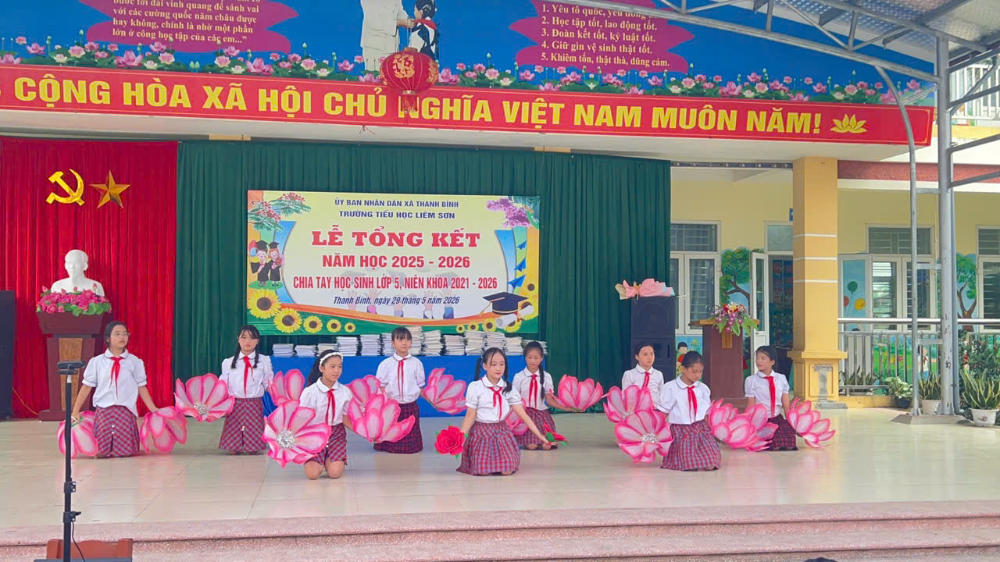 bước tới đài vinh quang để sánh vai
với các cường quốc năm châu được
hay không, chính là nhờ một phần
lớn ở công học tập của các em..."
1. Yêu tổ quốc, yêu đồng
2. Học tập tốt, lao động tốt.
3. Đoàn kết tốt, kỷ luật tốt.
4. Giữ gìn vệ sinh thật tốt.
5. Khiêm tốn, thật thà, dũng cảm.
CỘNG HÒA XÃ HỘI CHỦ NGHĨA VIỆT NAM MUÔN NĂM!
ỦY BAN NHÂN DÂN XÃ THANH BÌNH
TRƯỜNG TIỂU HỌC LIÊM SƠN
LỄ TỔNG KẾT
NĂM HỌC 2025 - 2026
CHIA TAY HỌC SINH LỚP 5, NIÊN KHÓA 2021 - 2026
Thanh Bình, ngày 29 tháng 5 năm 2026